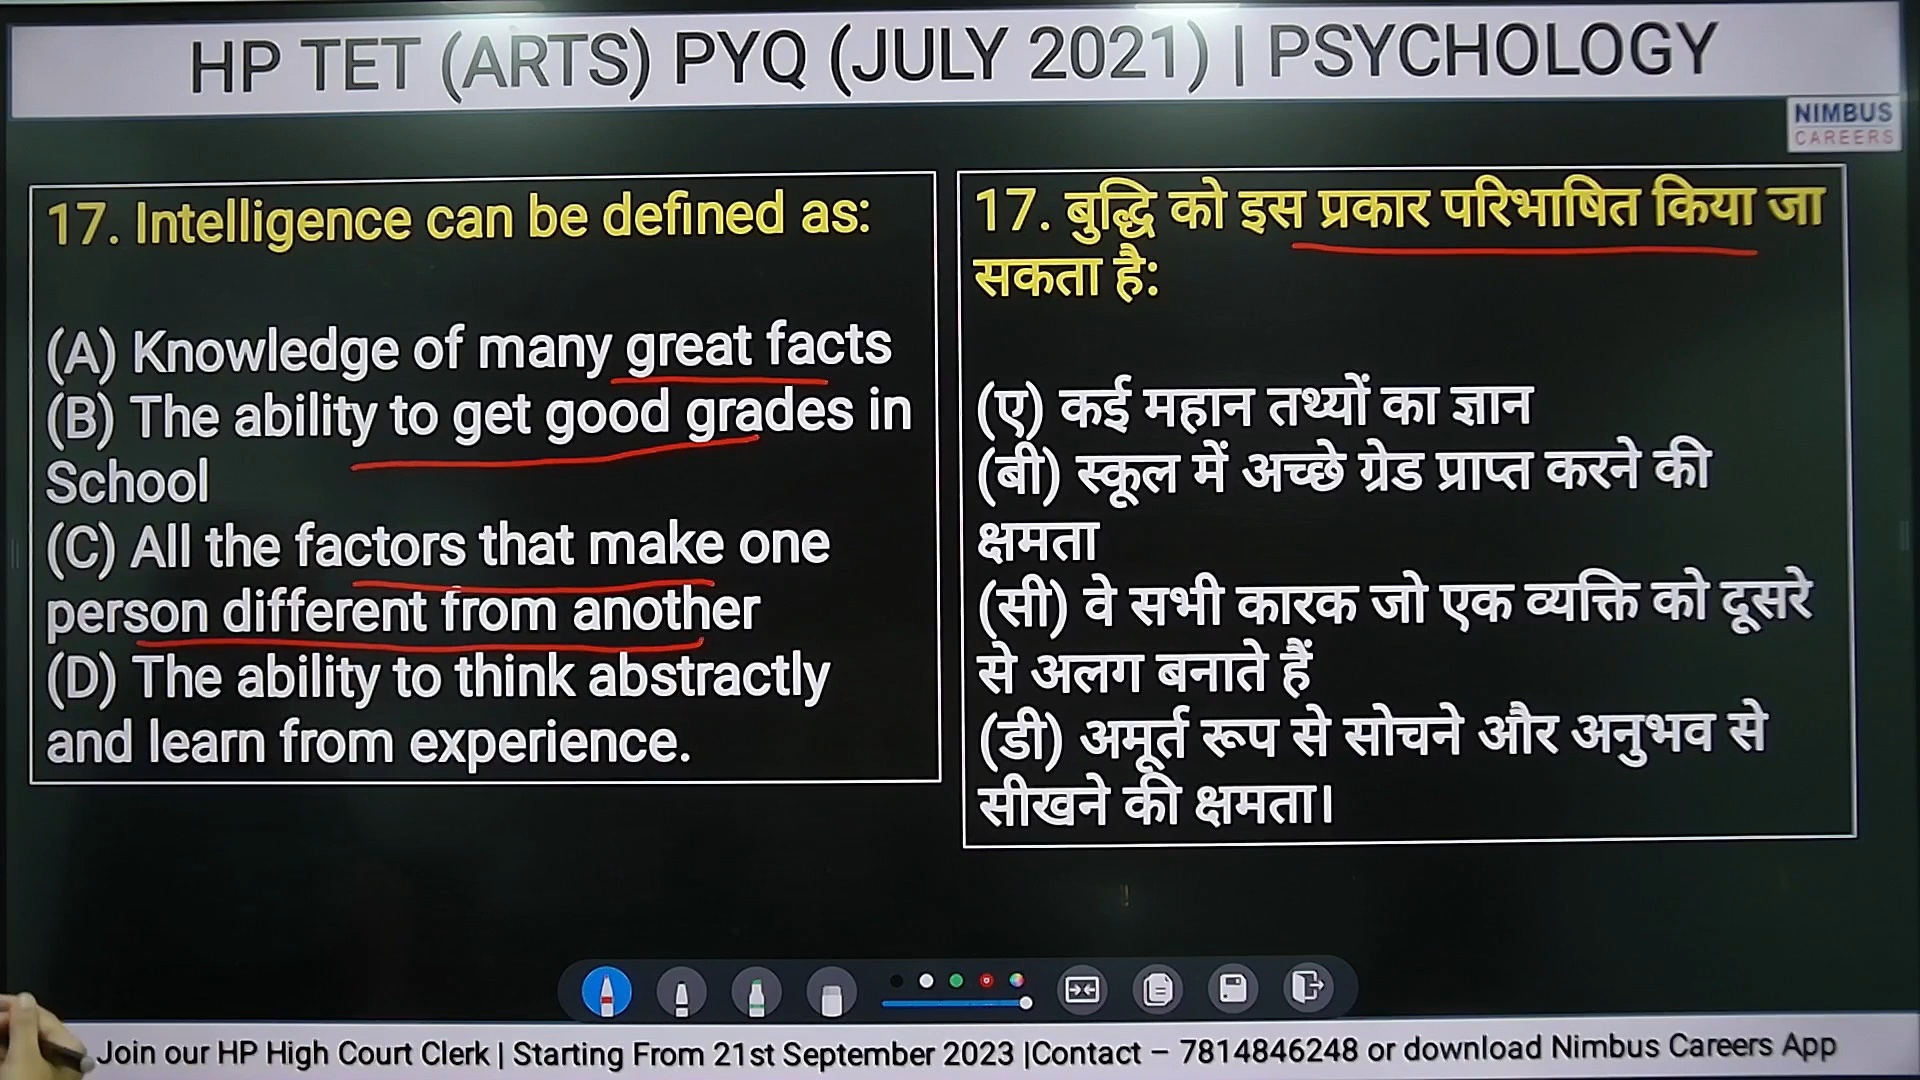 HP TET (ARTS) PYQ (JULY 2021) | PSYCHOLOGY
NIMBUS
CAREERS
17. Intelligence can be defined as:
(A) Knowledge of many great facts
(B) The ability to get good grades in
School
(C) All the factors that make one
person different from another
(D) The ability to think abstractly
and learn from experience.
17. बुद्धि को इस प्रकार परिभाषित किया जा
सकता है:
(ए) कई महान तथ्यों का ज्ञान
(बी) स्कूल में अच्छे ग्रेड प्राप्त करने की
क्षमता
(सी) वे सभी कारक जो एक व्यक्ति को दूसरे
से अलग बनाते हैं
(डी) अमूर्त रूप से सोचने और अनुभव से
सीखने की क्षमता।
Join our HP High Court Clerk | Starting From 21st September 2023 |Contact – 7814846248 or download Nimbus Careers App